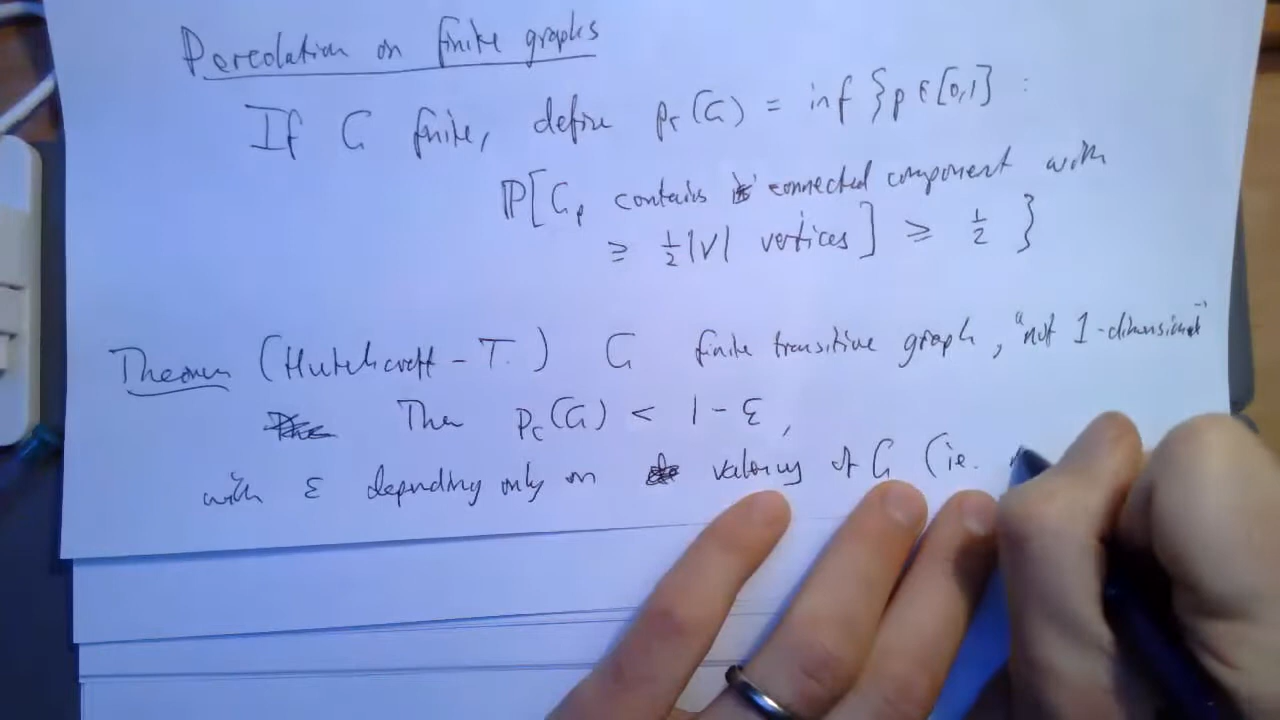 Percolation on finite graphs
If G finite, define pc(G) = inf { p ∈ [0,1] :
ℙ[ Gp contains connected component with
≥ ½|V| vertices ] ≥ ½ }
Theorem (Hutchcroft – T.) G finite transitive graph, "not 1-dimensional"
Then pc(G) < 1 - ε,
with ε depending only on valency of G (ie.